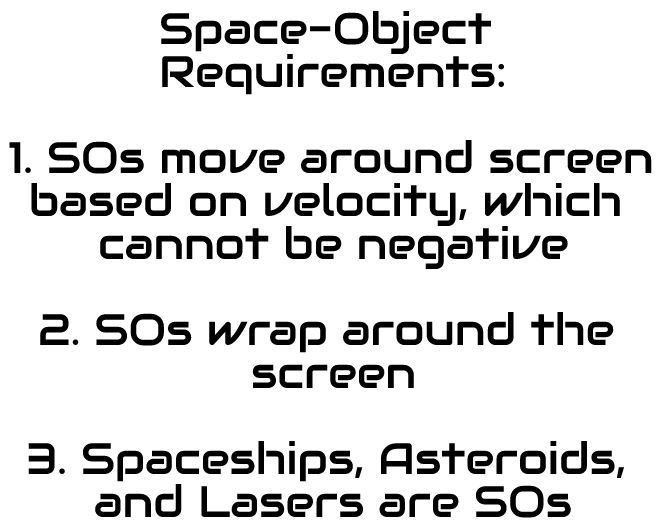 Space-Object
Requirements:
1. SOs move around screen
based on velocity, which
cannot be negative
2. SOs wrap around the
screen
3. Spaceships, Asteroids,
and Lasers are SOs